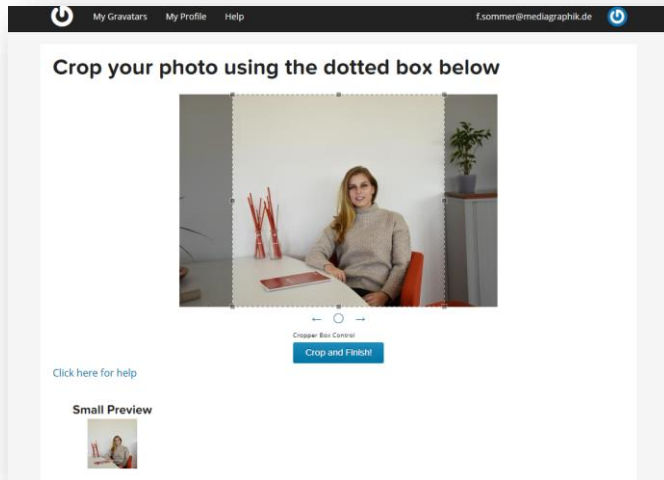 My Gravatars My Profile Help f.sommer@mediagraphik.de
Crop your photo using the dotted box below
← →
Cropper Box Control
Crop and Finish!
Click here for help
Small Preview